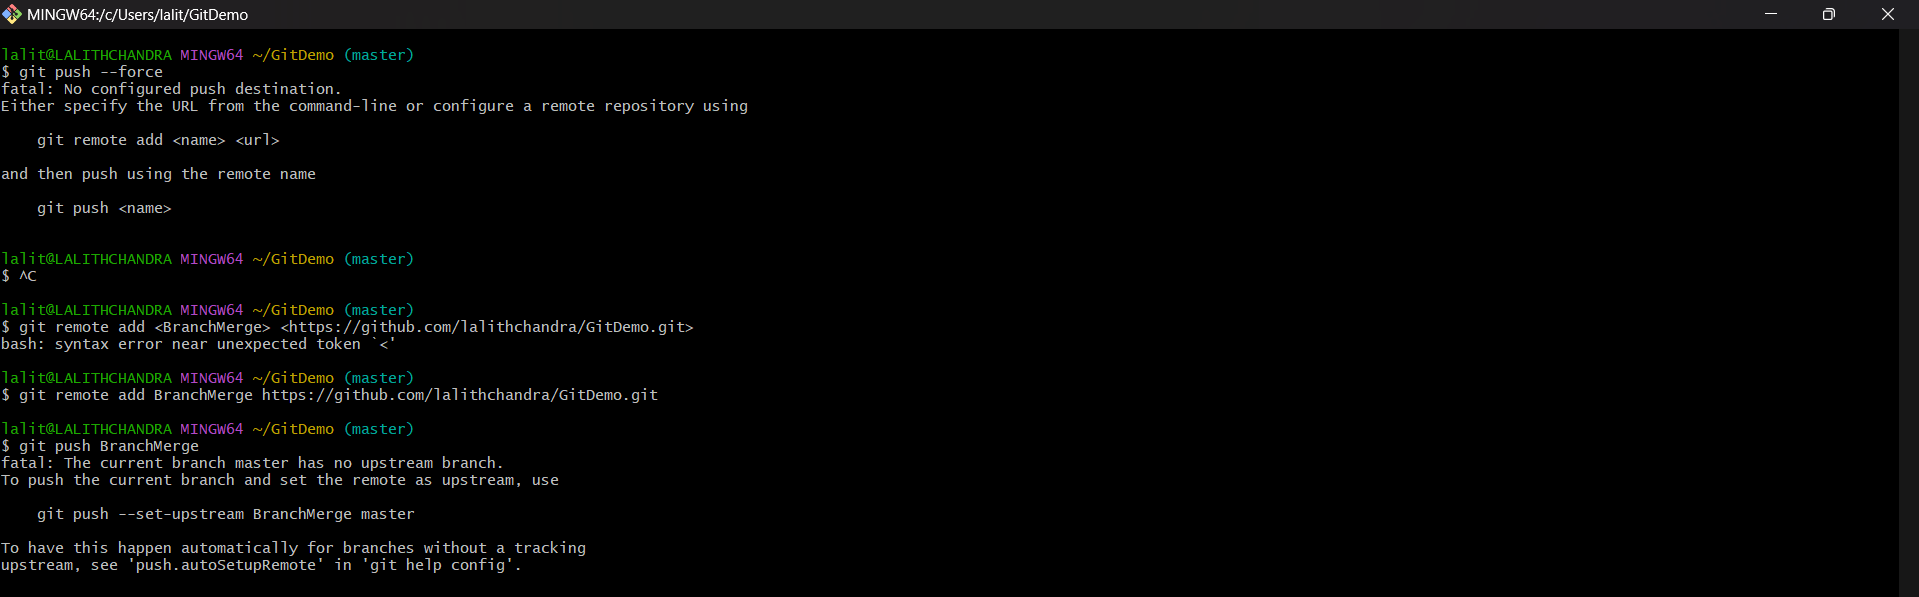 MINGW64:/c/Users/lalit/GitDemo
lalit@LALITHCHANDRA MINGW64 ~/GitDemo (master)
$ git push --force
fatal: No configured push destination.
Either specify the URL from the command-line or configure a remote repository using
git remote add <name> <url>
and then push using the remote name
git push <name>
lalit@LALITHCHANDRA MINGW64 ~/GitDemo (master)
$ ^C
lalit@LALITHCHANDRA MINGW64 ~/GitDemo (master)
$ git remote add <BranchMerge> <https://github.com/lalithchandra/GitDemo.git>
bash: syntax error near unexpected token `<'
lalit@LALITHCHANDRA MINGW64 ~/GitDemo (master)
$ git remote add BranchMerge https://github.com/lalithchandra/GitDemo.git
lalit@LALITHCHANDRA MINGW64 ~/GitDemo (master)
$ git push BranchMerge
fatal: The current branch master has no upstream branch.
To push the current branch and set the remote as upstream, use
git push --set-upstream BranchMerge master
To have this happen automatically for branches without a tracking
upstream, see 'push.autoSetupRemote' in 'git help config'.